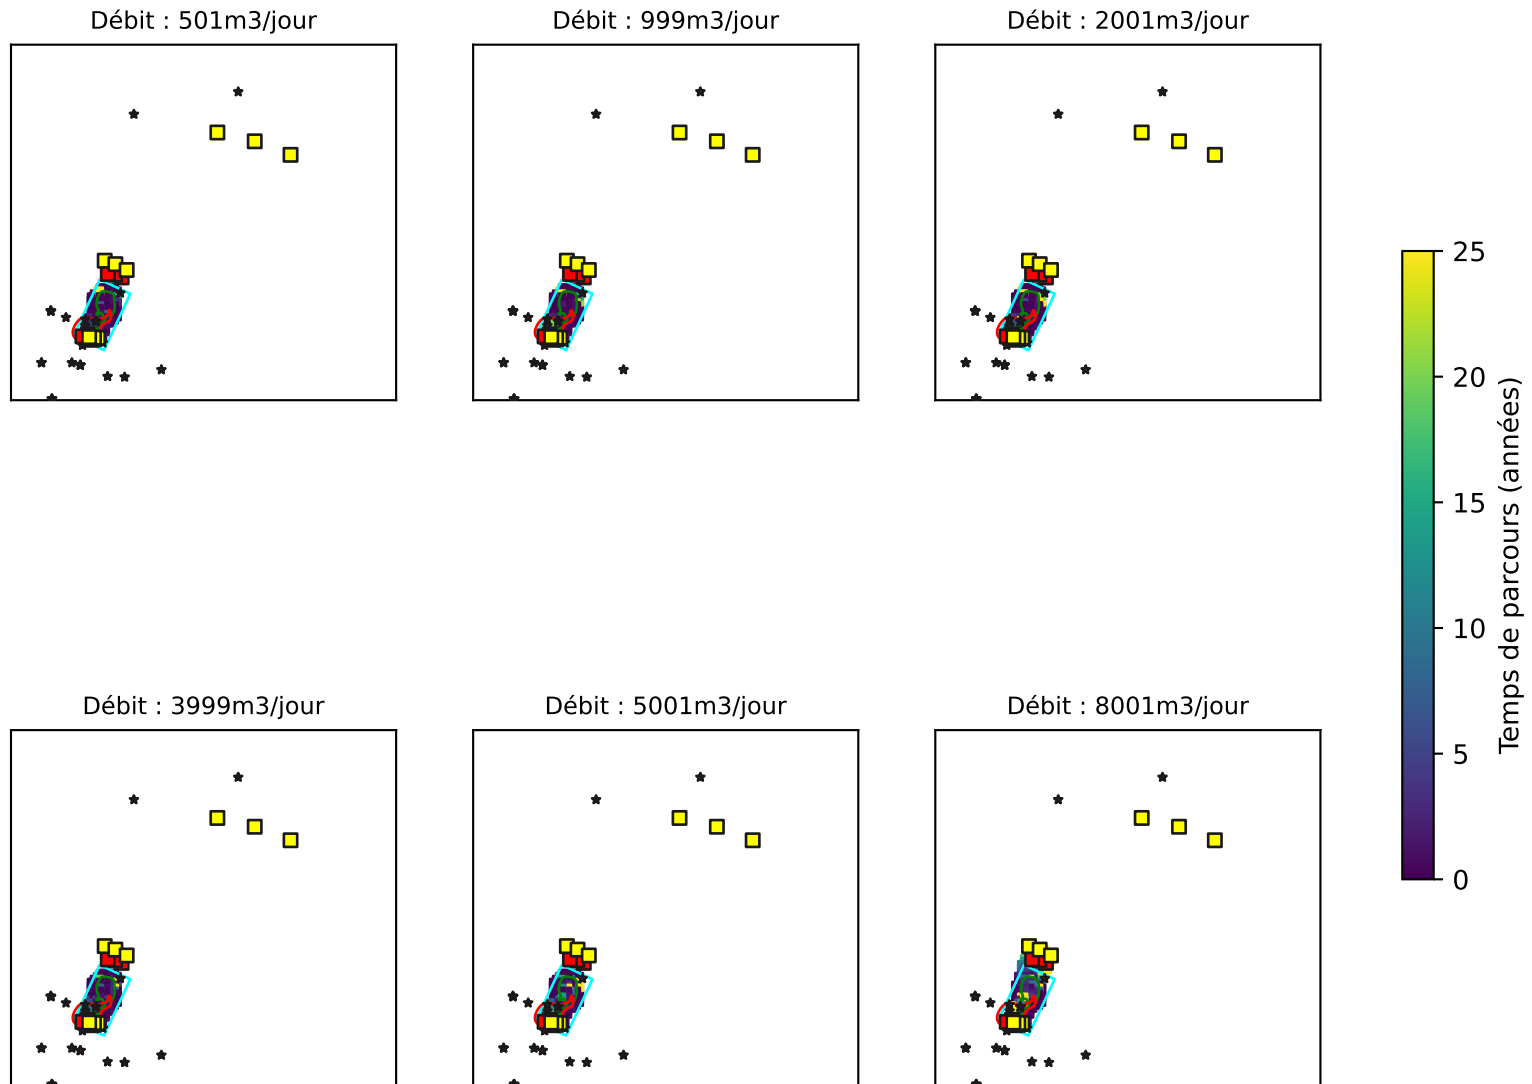 Débit : 501m3/jour
Débit : 999m3/jour
Débit : 2001m3/jour
25
20
15
10
5
0
Temps de parcours (années)
Débit : 3999m3/jour
Débit : 5001m3/jour
Débit : 8001m3/jour